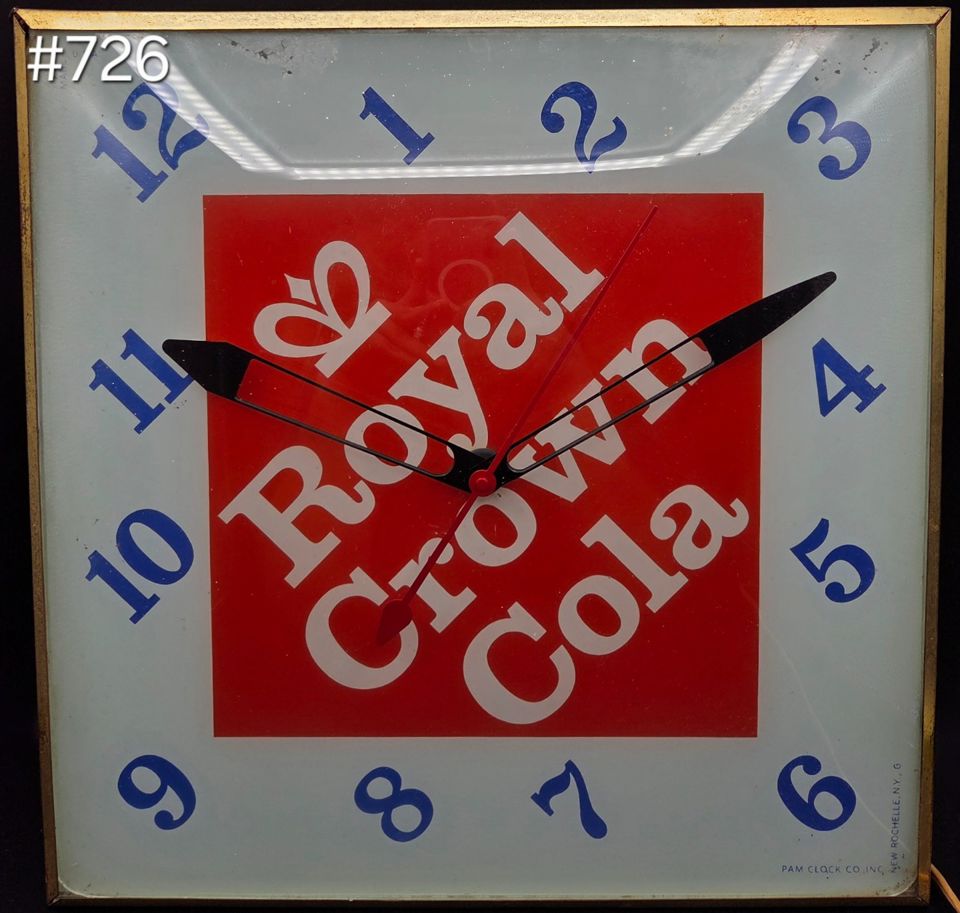 #726
12 1 2 3
11 4
Royal
Crown
Cola
10 5
9 8 7 6
PAM CLOCK CO. INC.
NEW ROCHELLE, N.Y.